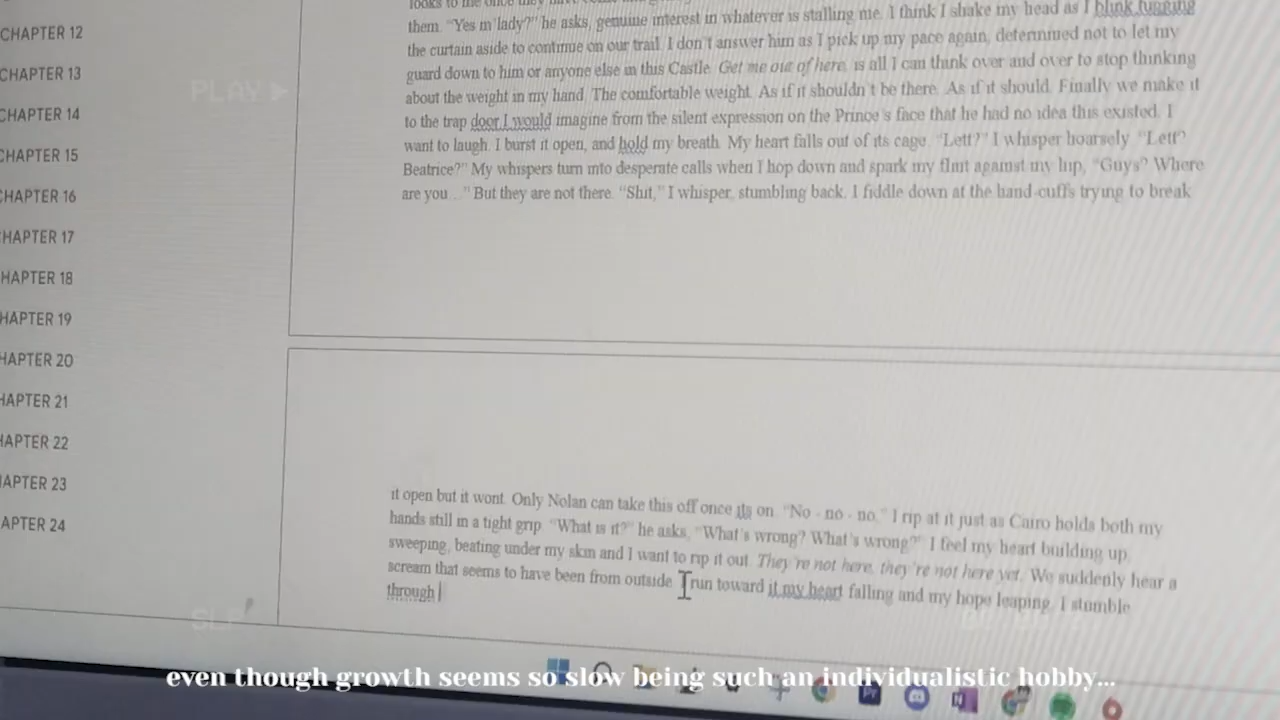 CHAPTER 12
CHAPTER 13
CHAPTER 14
CHAPTER 15
CHAPTER 16
HAPTER 17
HAPTER 18
HAPTER 19
HAPTER 20
HAPTER 21
HAPTER 22
APTER 23
APTER 24
PLAY
looks to me once they have
them. “Yes m'lady?” he asks, genuine interest in whatever is stalling me. I think I shake my head as I blink tugging
the curtain aside to continue on our trail. I don't answer him as I pick up my pace again, determined not to let my
guard down to him or anyone else in this Castle. Get me out of here, is all I can think over and over to stop thinking
about the weight in my hand. The comfortable weight. As if it shouldn't be there. As if it should. Finally we make it
to the trap door I would imagine from the silent expression on the Prince's face that he had no idea this existed. I
want to laugh. I burst it open, and hold my breath. My heart falls out of its cage. “Lett?” I whisper hoarsely. “Lett?
Beatrice?” My whispers turn into desperate calls when I hop down and spark my flint against my hip, “Guys? Where
are you...” But they are not there. “Shit,” I whisper, stumbling back. I fiddle down at the hand-cuffs trying to break
it open but it wont. Only Nolan can take this off once its on. “No - no - no,” I rip at it just as Cairo holds both my
hands still in a tight grip. “What is it?” he asks, “What's wrong? What's wrong?” I feel my heart building up,
sweeping, beating under my skin and I want to rip it out. They're not here, they're not here yet. We suddenly hear a
scream that seems to have been from outside. I run toward it my heart falling and my hope leaping. I stumble
through
SLP
even though growth seems so slow being such an individualistic hobby...